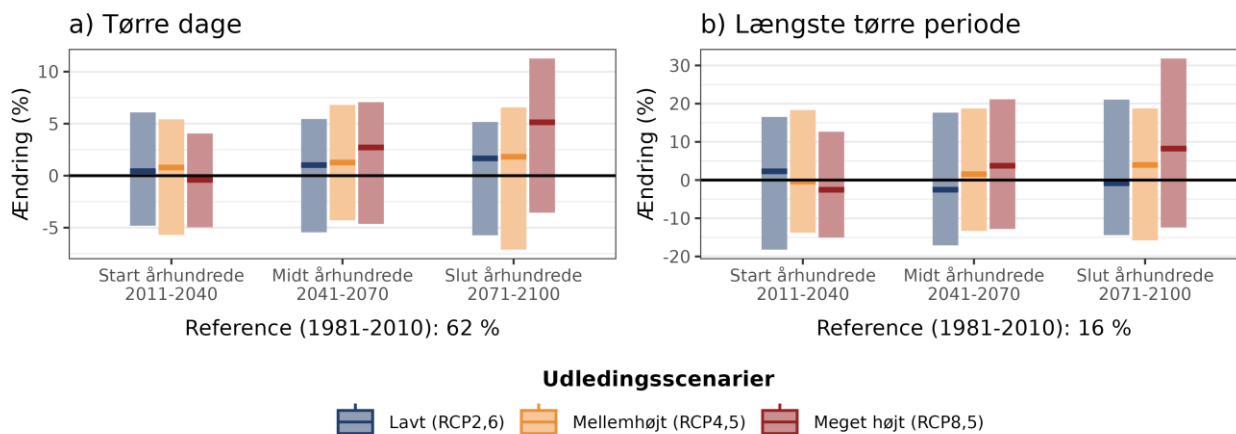 a) Tørre dage
Ændring (%)
10
5
0
-5
Start århundrede
2011-2040
Midt århundrede
2041-2070
Slut århundrede
2071-2100
Reference (1981-2010): 62 %
b) Længste tørre periode
Ændring (%)
30
20
10
0
-10
-20
Start århundrede
2011-2040
Midt århundrede
2041-2070
Slut århundrede
2071-2100
Reference (1981-2010): 16 %
Udledingsscenarier
Lavt (RCP2,6)
Mellemhøjt (RCP4,5)
Meget højt (RCP8,5)